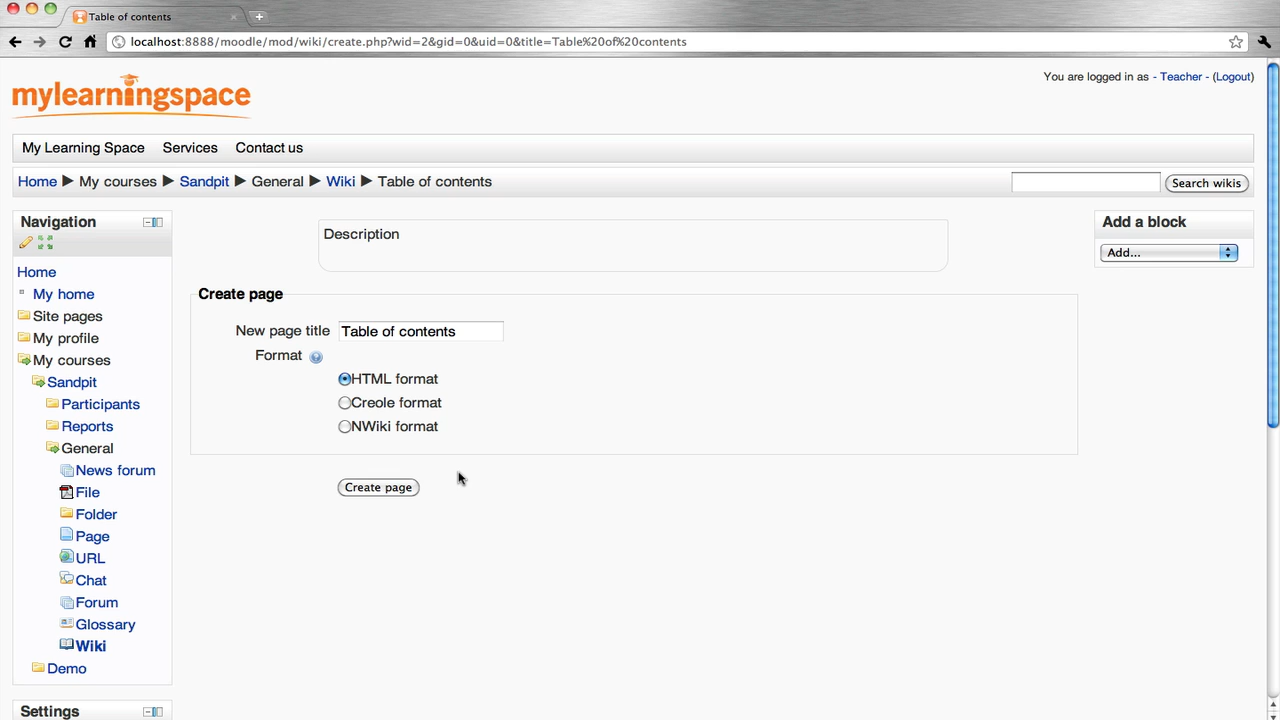 Table of contents
localhost:8888/moodle/mod/wiki/create.php?wid=2&gid=0&uid=0&title=Table%20of%20contents
You are logged in as - Teacher - (Logout)
mylearningspace
My Learning Space Services Contact us
Home ► My courses ► Sandpit ► General ► Wiki ► Table of contents
Search wikis
Navigation
Home
My home
Site pages
My profile
My courses
Sandpit
Participants
Reports
General
News forum
File
Folder
Page
URL
Chat
Forum
Glossary
Wiki
Demo
Settings
Description
Create page
New page title Table of contents
Format
HTML format
Creole format
NWiki format
Create page
Add a block
Add...